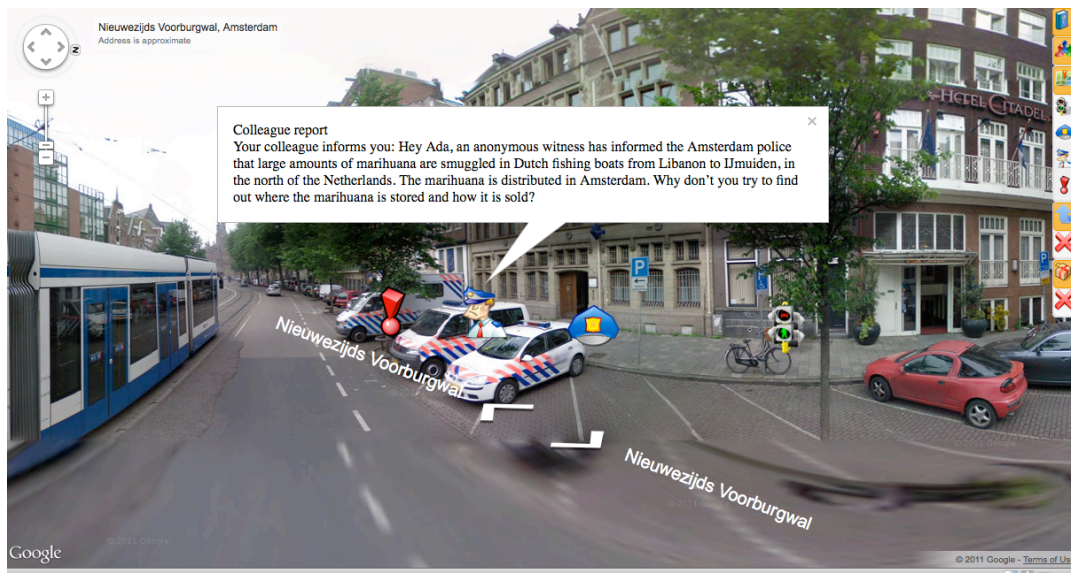 Nieuwezijds Voorburgwal, Amsterdam
Address is approximate
N
HOTEL CITADEL
Colleague report
Your colleague informs you: Hey Ada, an anonymous witness has informed the Amsterdam police
that large amounts of marihuana are smuggled in Dutch fishing boats from Libanon to IJmuiden, in
the north of the Netherlands. The marihuana is distributed in Amsterdam. Why don't you try to find
out where the marihuana is stored and how it is sold?
P
P
Nieuwezijds Voorburgwal
Nieuwezijds Voorburgwal
© 2011 Google
© 2011 Google
Google
© 2011 Google - Terms of Us